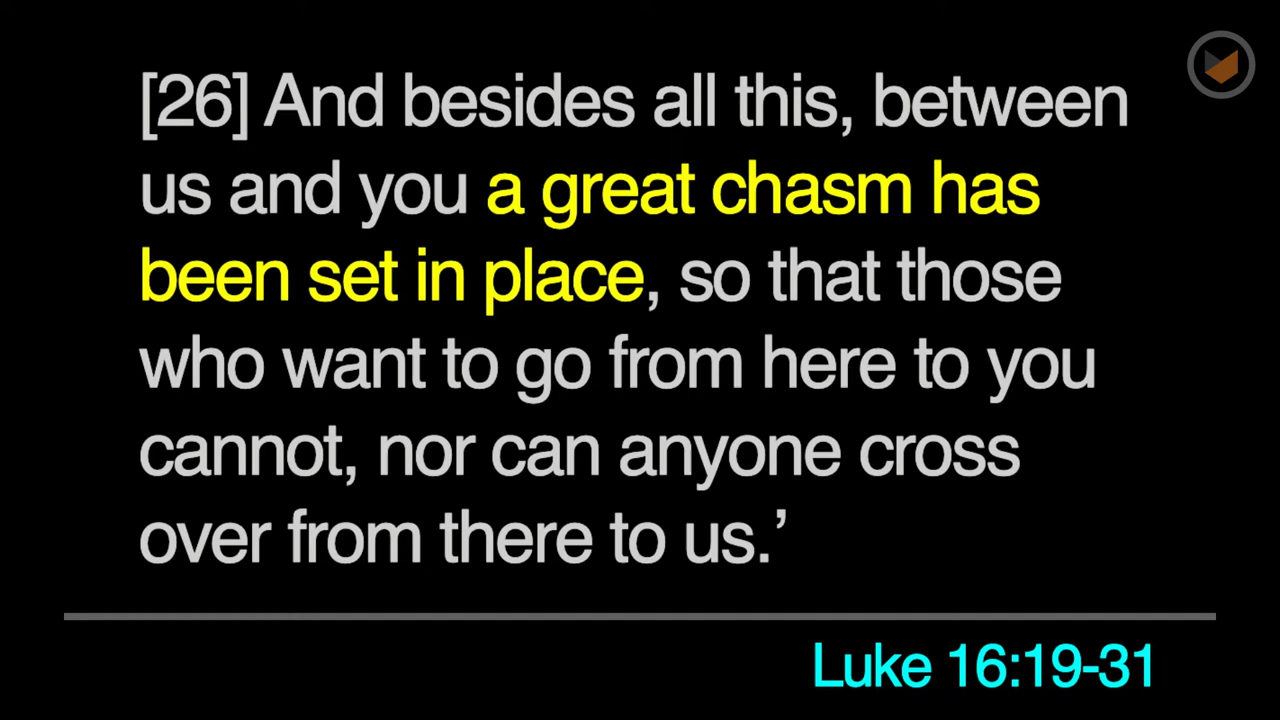 [26] And besides all this, between
us and you a great chasm has
been set in place, so that those
who want to go from here to you
cannot, nor can anyone cross
over from there to us.’
Luke 16:19-31